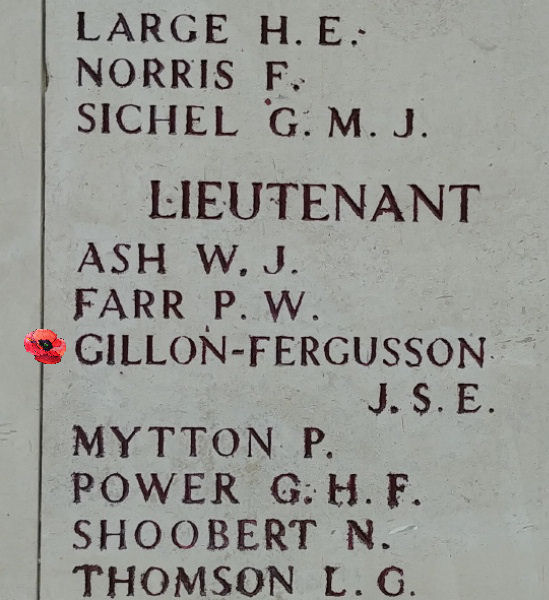 LARGE H. E.
NORRIS F.
SICHEL G. M. J.
LIEUTENANT
ASH W. J.
FARR P. W.
GILLON-FERGUSSON
J. S. E.
MYTTON P.
POWER G. H. F.
SHOOBERT N.
THOMSON L. G.